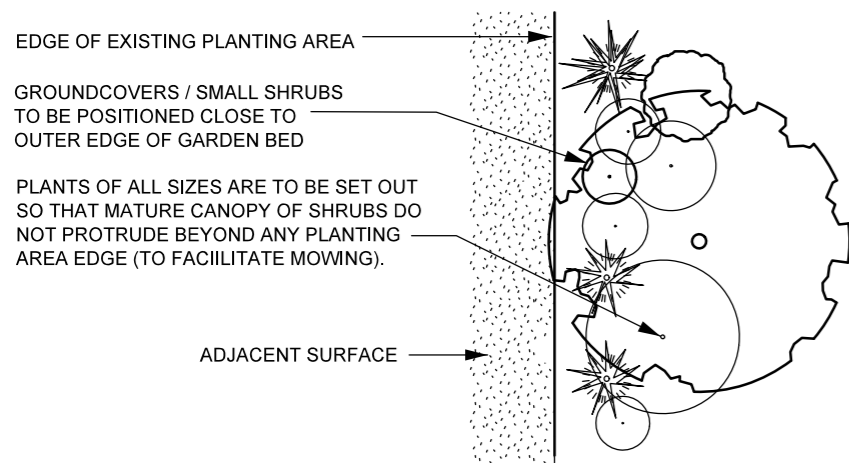 EDGE OF EXISTING PLANTING AREA
GROUNDCOVERS / SMALL SHRUBS
TO BE POSITIONED CLOSE TO
OUTER EDGE OF GARDEN BED
PLANTS OF ALL SIZES ARE TO BE SET OUT
SO THAT MATURE CANOPY OF SHRUBS DO
NOT PROTRUDE BEYOND ANY PLANTING
AREA EDGE (TO FACIILITATE MOWING).
ADJACENT SURFACE